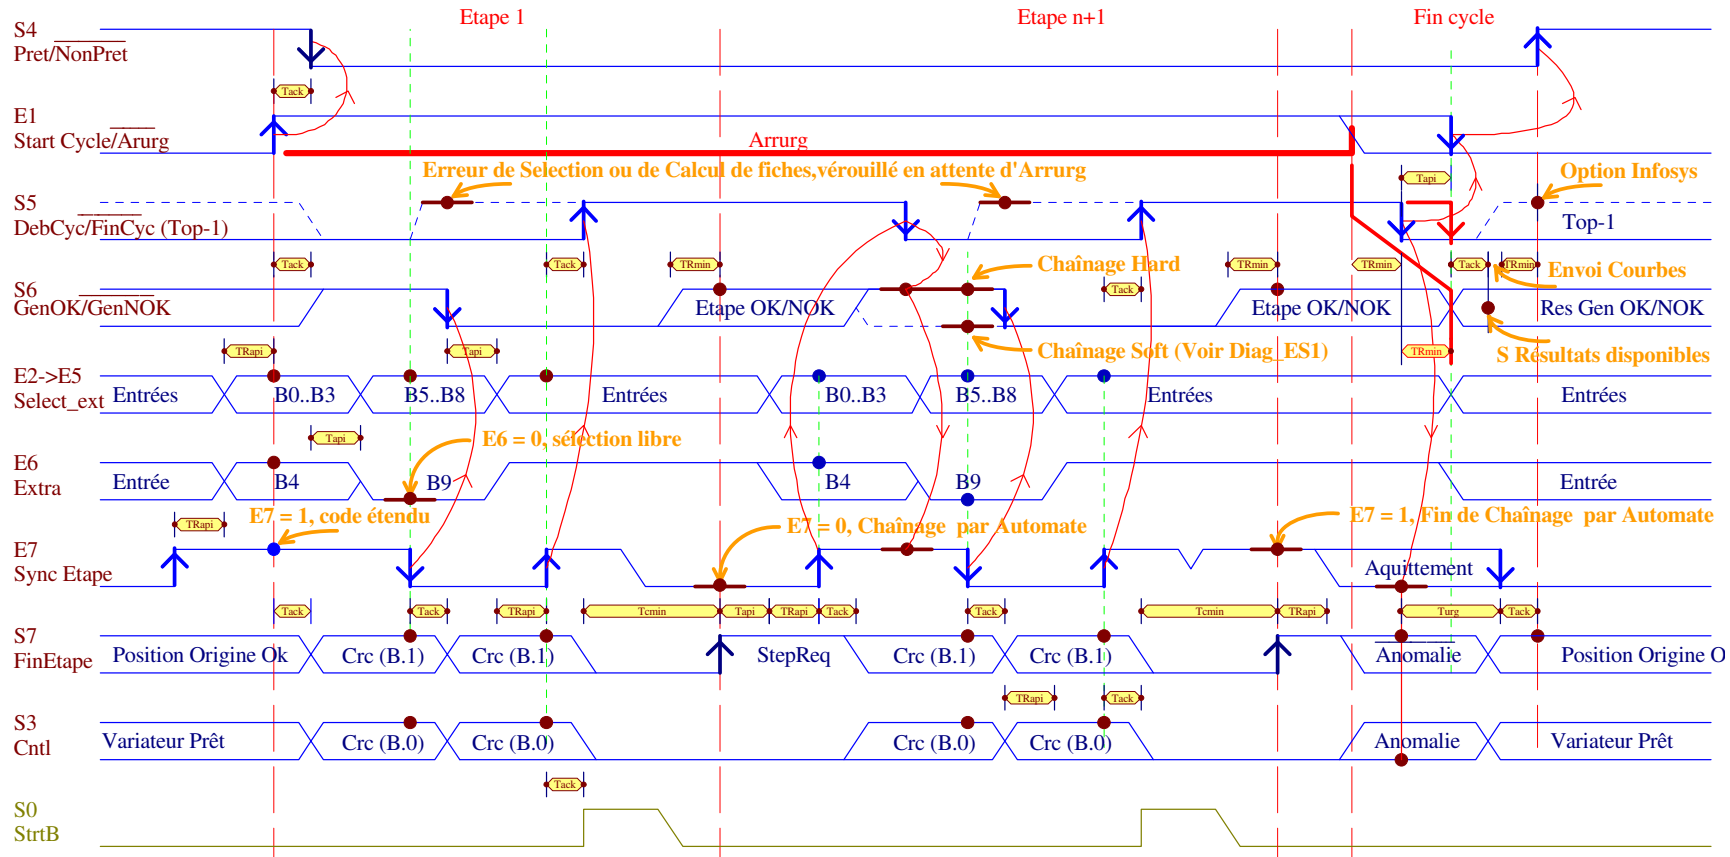 Etape 1
Etape n+1
Fin cycle
S4
Pret/NonPret
Tack
E1
Start Cycle/Arurg
Arrurg
Erreur de Selection ou de Calcul de fiches,vérouillé en attente d'Arrurg
Option Infosys
Tapi
S5
DebCyc/FinCyc (Top-1)
Top-1
Tack
Tack
TRmin
Chaînage Hard
TRmin
TRmin
Tack
TRmin
Envoi Courbes
Tack
S6
GenOK/GenNOK
Etape OK/NOK
Etape OK/NOK
Res Gen OK/NOK
TRapi
Tapi
Chaînage Soft (Voir Diag_ES1)
TRmin
S Résultats disponibles
E2->E5
Select_ext
Entrées
B0..B3
B5..B8
Entrées
B0..B3
B5..B8
Entrées
Entrées
Tapi
E6 = 0, sélection libre
E6
Extra
Entrée
B4
B9
B4
B9
Entrée
TRapi
E7 = 1, code étendu
E7 = 0, Chaînage par Automate
E7 = 1, Fin de Chaînage par Automate
E7
Sync Etape
Aquittement
Tack
Tack
TRapi
Tcmin
Tapi
TRapi
Tack
Tack
Tcmin
TRapi
Turg
Tack
S7
FinEtape
Position Origine Ok
Crc (B.1)
Crc (B.1)
StepReq
Crc (B.1)
Crc (B.1)
Anomalie
Position Origine O
TRapi
Tack
S3
Cntl
Variateur Prêt
Crc (B.0)
Crc (B.0)
Crc (B.0)
Crc (B.0)
Anomalie
Variateur Prêt
Tack
S0
StrtB